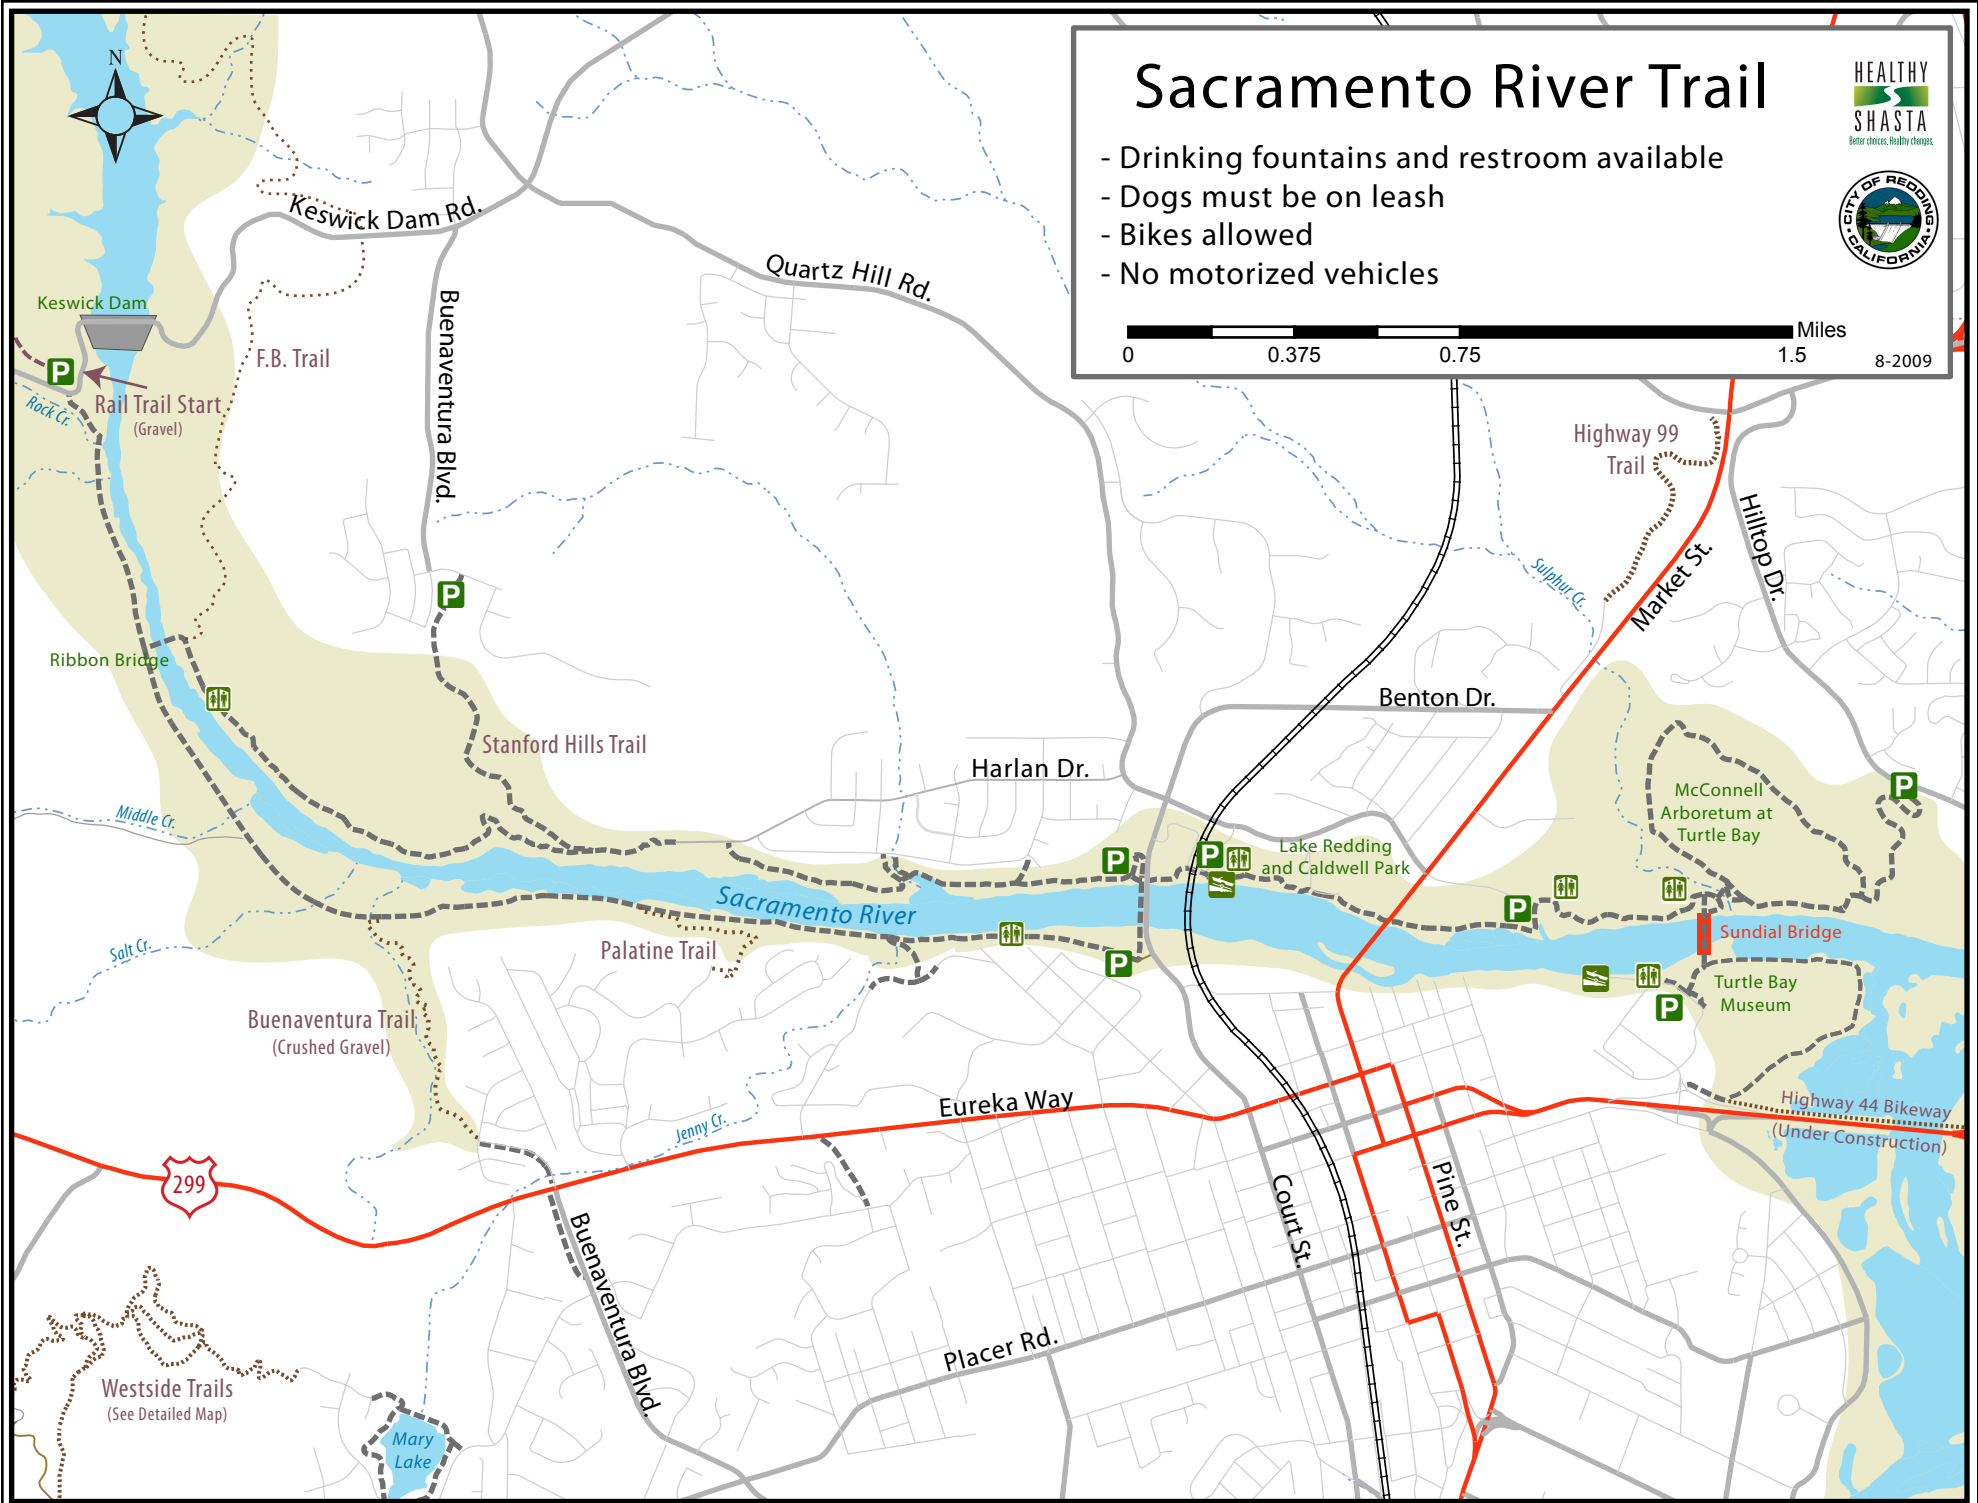 Sacramento River Trail
- Drinking fountains and restroom available
- Dogs must be on leash
- Bikes allowed
- No motorized vehicles
HEALTHY
SHASTA
Better choices. Healthy changes.
CITY OF REDDING
CALIFORNIA
0
0.375
0.75
1.5
Miles
8-2009
N
Keswick Dam Rd.
Quartz Hill Rd.
Keswick Dam
Buenaventura Blvd.
F.B. Trail
P
Rail Trail Start
(Gravel)
Rock Cr.
Highway 99
Trail
Hilltop Dr.
Market St.
Sulphur Cr.
P
Ribbon Bridge
Benton Dr.
Stanford Hills Trail
Harlan Dr.
Middle Cr.
McConnell
Arboretum at
Turtle Bay
P
P
P
Lake Redding
and Caldwell Park
Sacramento River
P
Sundial Bridge
Salt Cr.
Palatine Trail
P
Turtle Bay
Museum
P
Buenaventura Trail
(Crushed Gravel)
Eureka Way
Jenny Cr.
Highway 44 Bikeway
(Under Construction)
299
Court St.
Pine St.
Buenaventura Blvd.
Placer Rd.
Westside Trails
(See Detailed Map)
Mary
Lake